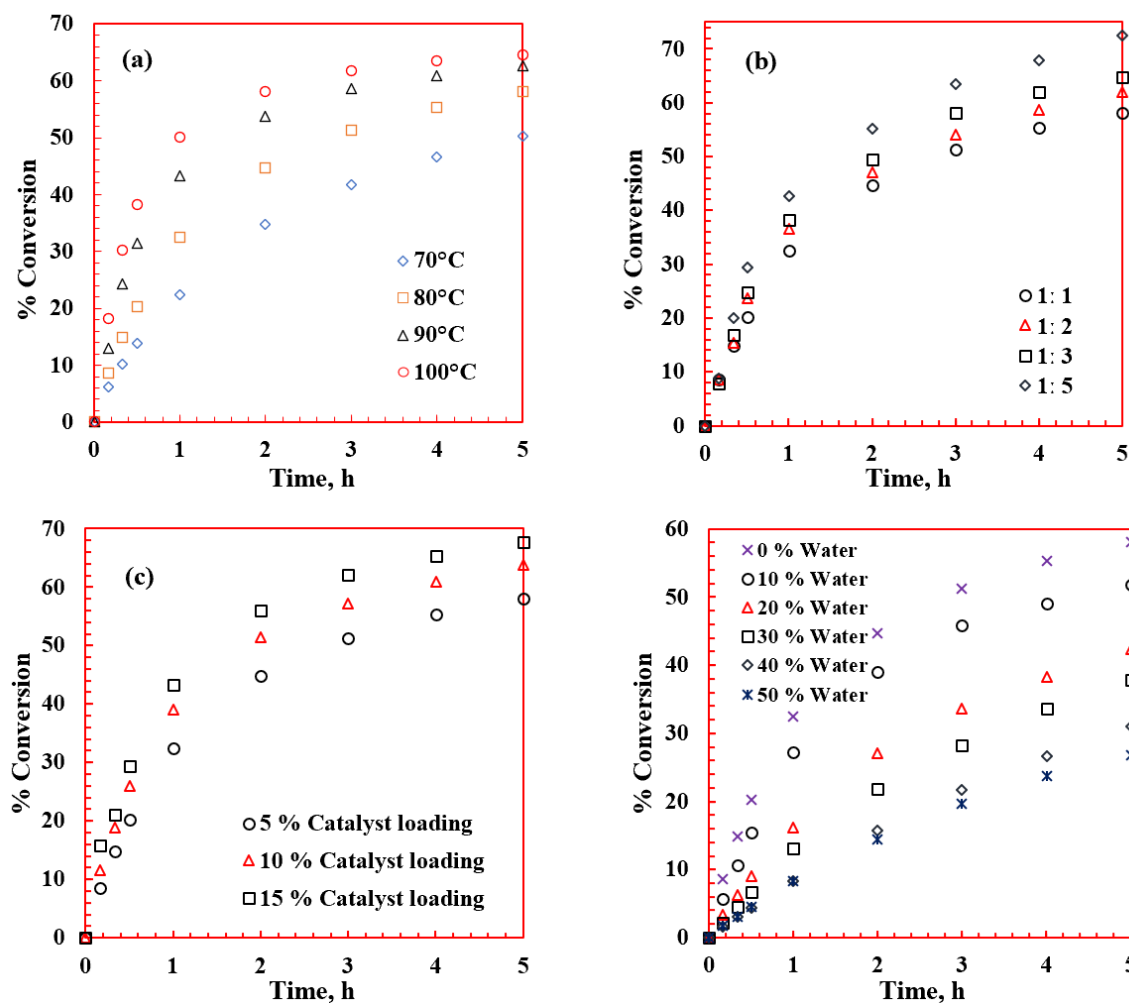 70
60
50
40
30
20
10
0
% Conversion
(a)
70°C
80°C
90°C
100°C
0 1 2 3 4 5
Time, h
70
60
50
40
30
20
10
0
% Conversion
(b)
1: 1
1: 2
1: 3
1: 5
0 1 2 3 4 5
Time, h
70
60
50
40
30
20
10
0
% Conversion
(c)
5 % Catalyst loading
10 % Catalyst loading
15 % Catalyst loading
0 1 2 3 4 5
Time, h
60
50
40
30
20
10
0
% Conversion
0 % Water
10 % Water
20 % Water
30 % Water
40 % Water
50 % Water
0 1 2 3 4 5
Time, h